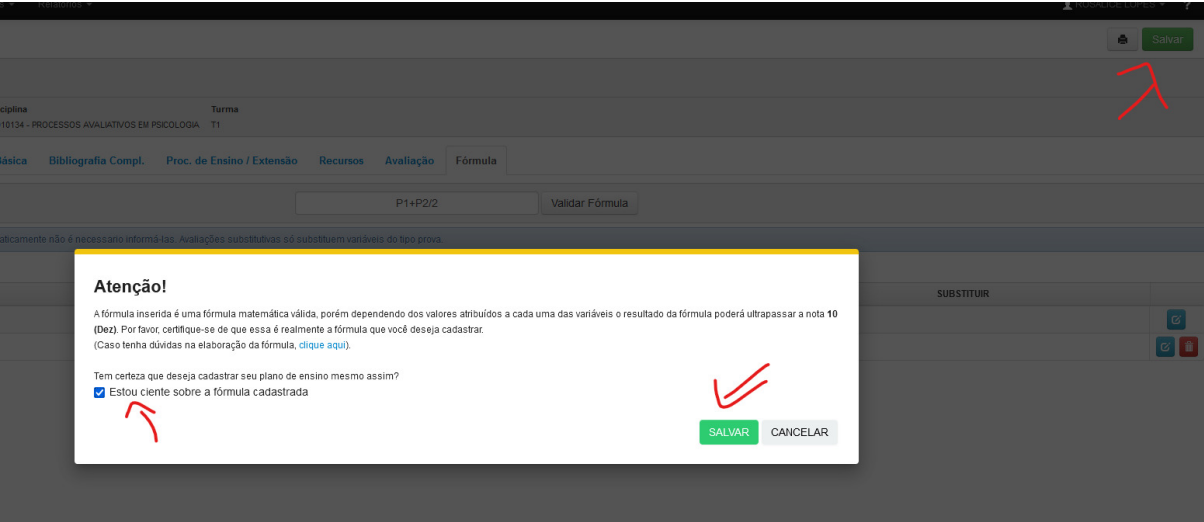 Relatórios
ROSALICE LOPES ?
Salvar
ciplina Turma
10134 - PROCESSOS AVALIATIVOS EM PSICOLOGIA T1
Básica Bibliografia Compl. Proc. de Ensino / Extensão Recursos Avaliação Fórmula
P1+P2/2 Validar Fórmula
aticamente não é necessario informá-las. Avaliações substitutivas só substituem variáveis do tipo prova.
SUBSTITUIR
Atenção!
A fórmula inserida é uma fórmula matemática válida, porém dependendo dos valores atribuídos a cada uma das variáveis o resultado da fórmula poderá ultrapassar a nota 10
(Dez). Por favor, certifique-se de que essa é realmente a fórmula que você deseja cadastrar.
(Caso tenha dúvidas na elaboração da fórmula, clique aqui).
Tem certeza que deseja cadastrar seu plano de ensino mesmo assim?
Estou ciente sobre a fórmula cadastrada
SALVAR CANCELAR